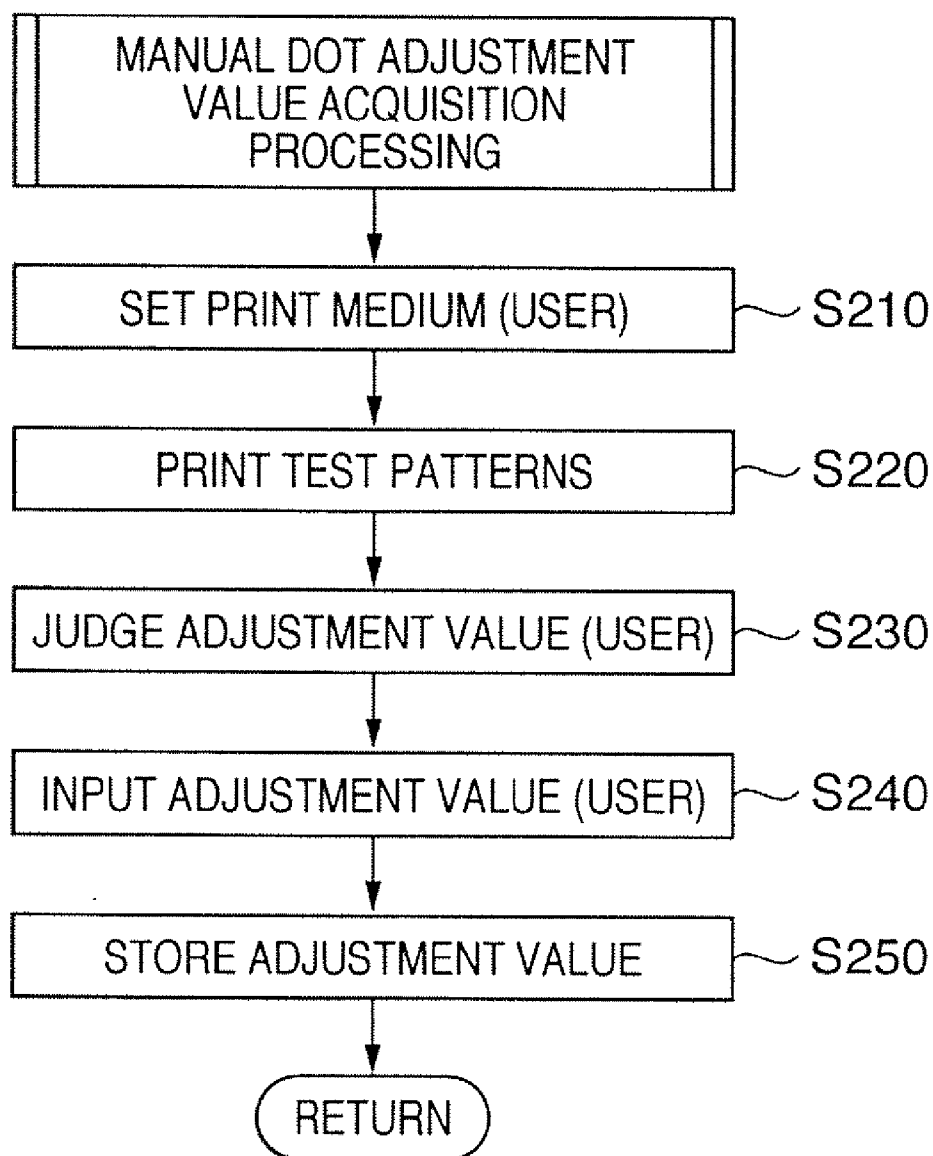 MANUAL DOT ADJUSTMENT
VALUE ACQUISITION
PROCESSING
SET PRINT MEDIUM (USER) S210
PRINT TEST PATTERNS S220
JUDGE ADJUSTMENT VALUE (USER) S230
INPUT ADJUSTMENT VALUE (USER) S240
STORE ADJUSTMENT VALUE S250
RETURN